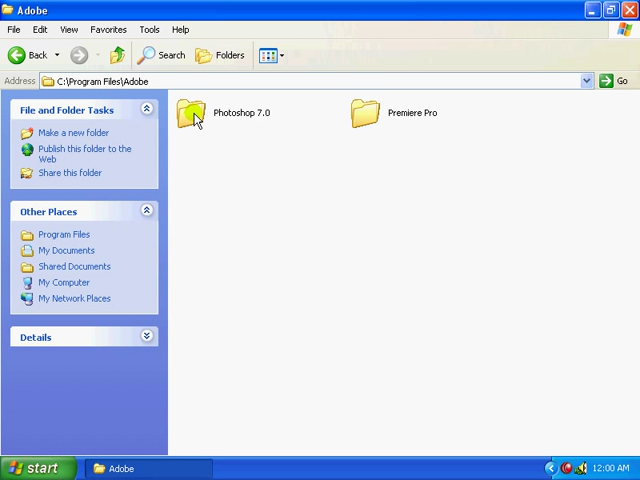 Adobe
File Edit View Favorites Tools Help
Back Search Folders
Address C:\Program Files\Adobe Go
File and Folder Tasks
Make a new folder
Publish this folder to the
Web
Share this folder
Other Places
Program Files
My Documents
Shared Documents
My Computer
My Network Places
Details
Photoshop 7.0 Premiere Pro
start Adobe 12:00 AM